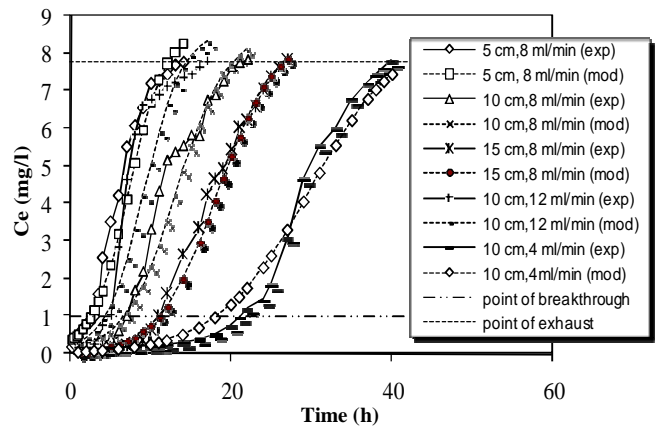 9
8
7
6
5
4
3
2
1
0
Ce (mg/l)
0
20
40
60
Time (h)
5 cm,8 ml/min (exp)
5 cm, 8 ml/min (mod)
10 cm,8 ml/min (exp)
10 cm,8 ml/min (mod)
15 cm,8 ml/min (exp)
15 cm,8 ml/min (mod)
10 cm,12 ml/min (exp)
10 cm,12 ml/min (mod)
10 cm,4 ml/min (exp)
10 cm,4ml/min (mod)
point of breakthrough
point of exhaust